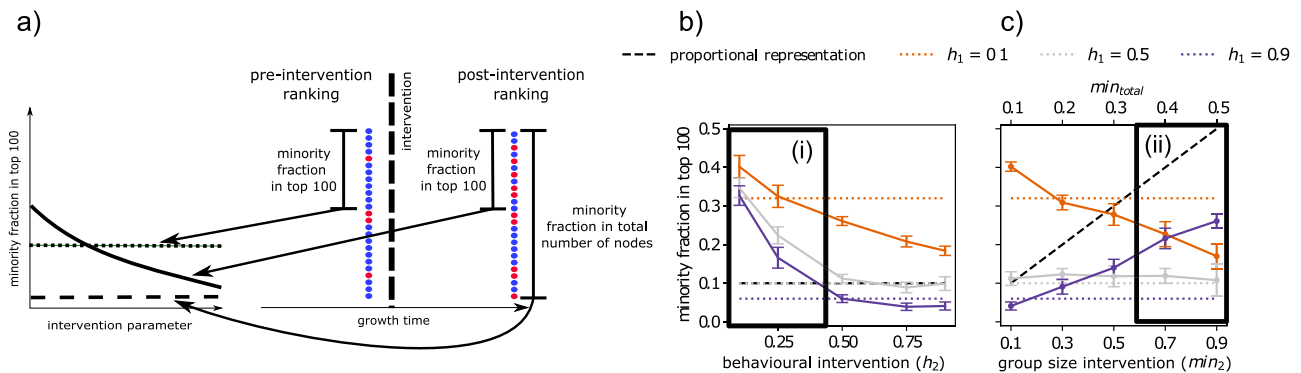 a)
pre-intervention
ranking
intervention
post-intervention
ranking
minority
fraction
in top 100
minority
fraction
in top 100
minority
fraction in total
number of nodes
minority fraction in top 100
intervention parameter
growth time
b)
c)
proportional representation
h1 = 0 1
h1 = 0.5
h1 = 0.9
mintotal
0.1 0.2 0.3 0.4 0.5
minority fraction in top 100
0.5
0.4
0.3
0.2
0.1
0.0
(i)
(ii)
0.25 0.50 0.75
behavioural intervention (h2)
0.1 0.3 0.5 0.7 0.9
group size intervention (min2)